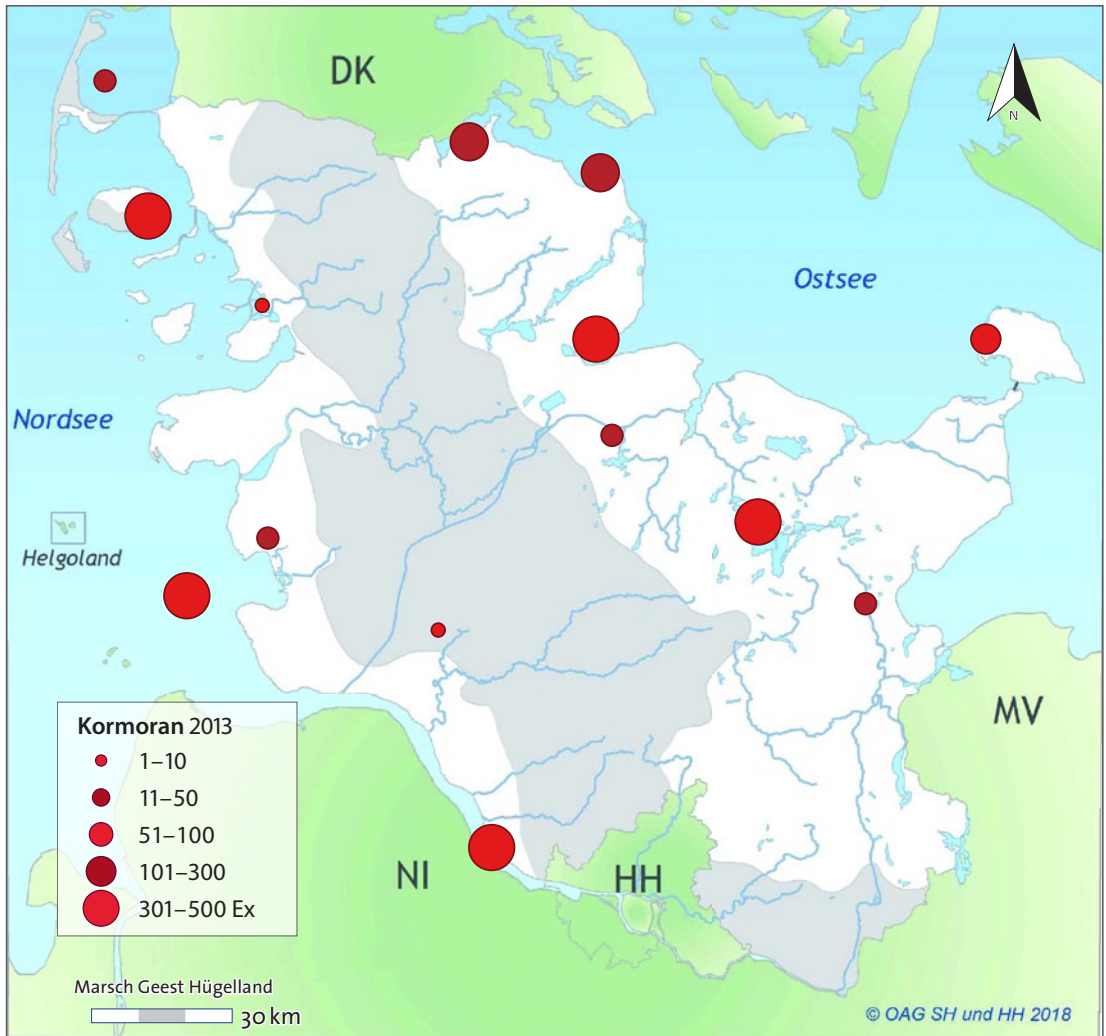 DK
N
Ostsee
Nordsee
Helgoland
MV
NI
HH
Kormoran 2013
1–10
11–50
51–100
101–300
301–500 Ex
Marsch Geest Hügelland
30 km
© OAG SH und HH 2018